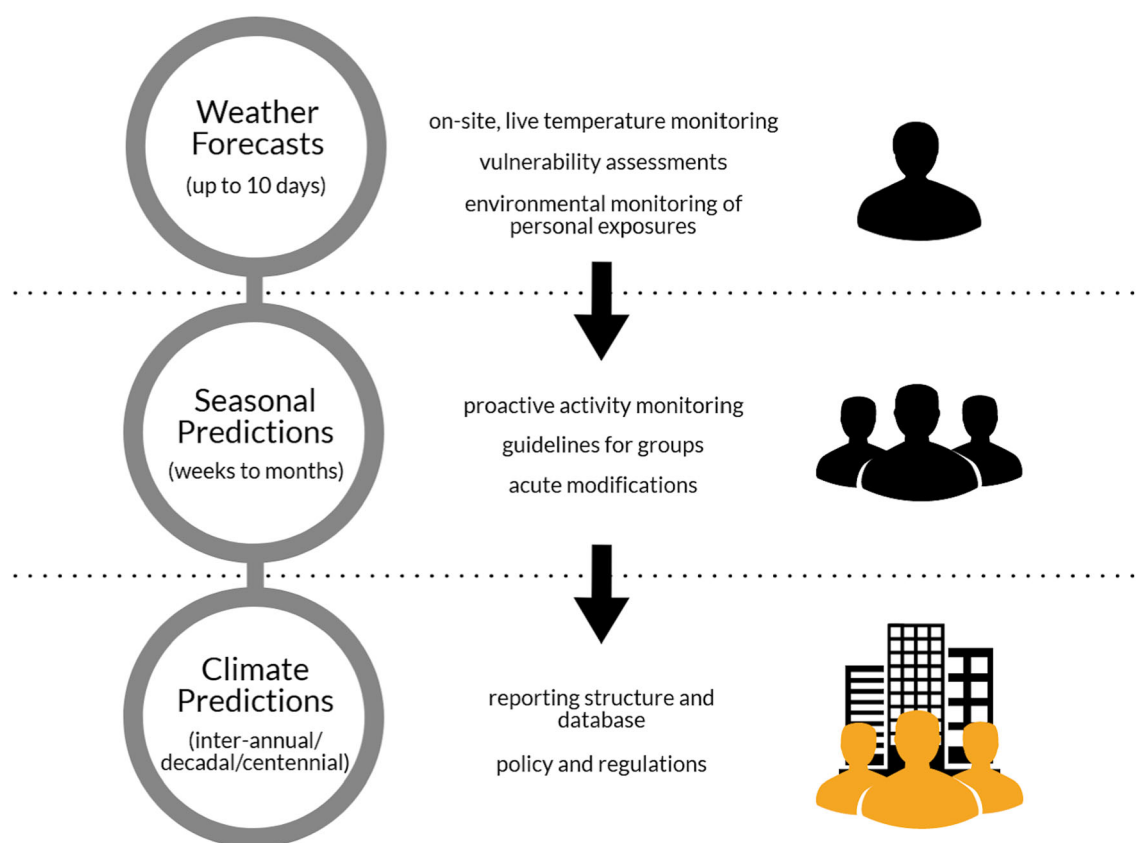 Weather
Forecasts
(up to 10 days)
on-site, live temperature monitoring
vulnerability assessments
environmental monitoring of
personal exposures
Seasonal
Predictions
(weeks to months)
proactive activity monitoring
guidelines for groups
acute modifications
Climate
Predictions
(inter-annual/
decadal/centennial)
reporting structure and
database
policy and regulations